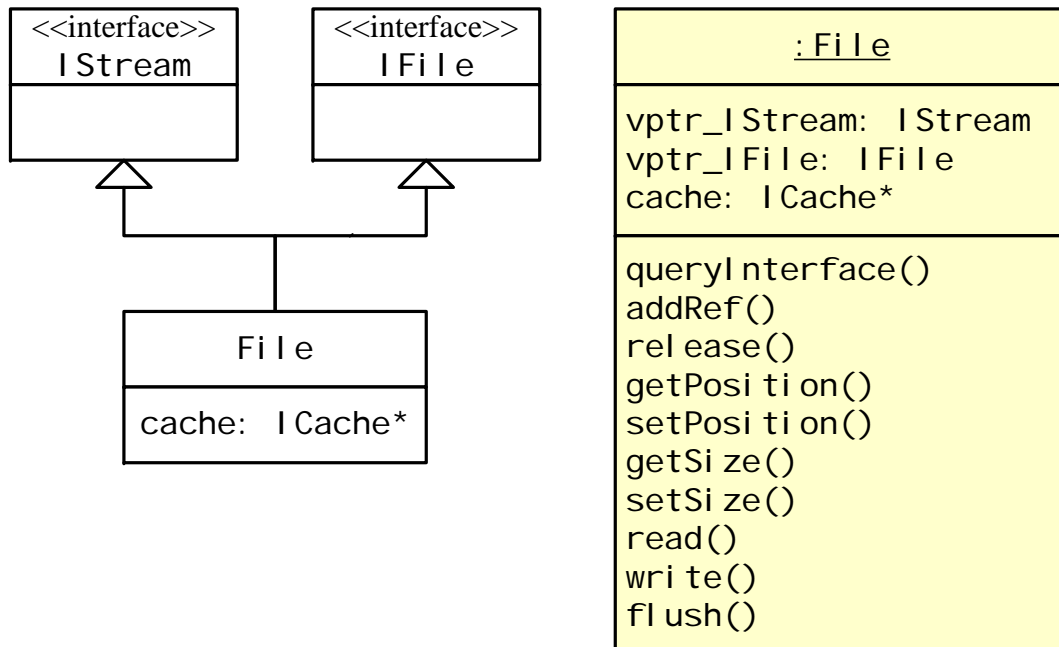 <<interface>>
IStream
<<interface>>
IFile
File
cache: ICache*
:File
vptr_IStream: IStream
vptr_IFile: IFile
cache: ICache*
queryInterface()
addRef()
release()
getPosition()
setPosition()
getSize()
setSize()
read()
write()
flush()